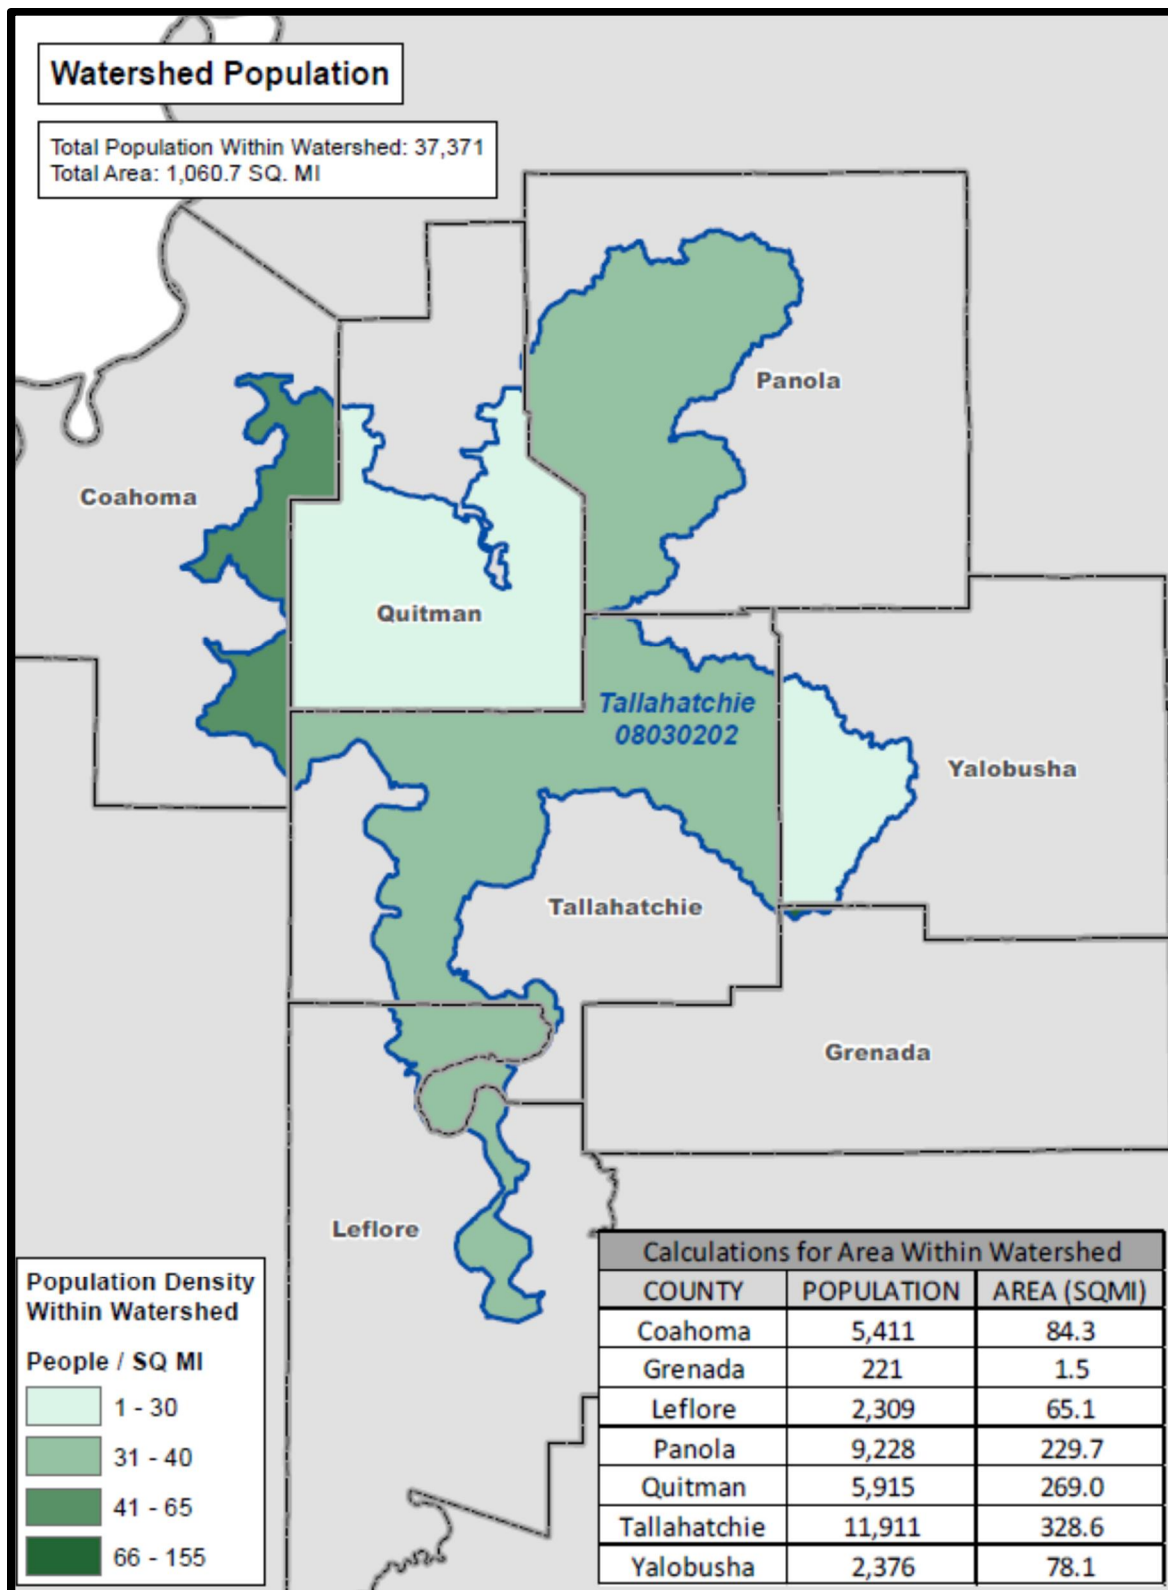 Watershed Population
Total Population Within Watershed: 37,371
Total Area: 1,060.7 SQ. MI
Panola
Coahoma
Quitman
Tallahatchie
08030202
Yalobusha
Tallahatchie
Grenada
Leflore
Population Density
Within Watershed
People / SQ MI
1 - 30
31 - 40
41 - 65
66 - 155
Calculations for Area Within Watershed
COUNTY POPULATION AREA (SQMI)
Coahoma 5,411 84.3
Grenada 221 1.5
Leflore 2,309 65.1
Panola 9,228 229.7
Quitman 5,915 269.0
Tallahatchie 11,911 328.6
Yalobusha 2,376 78.1